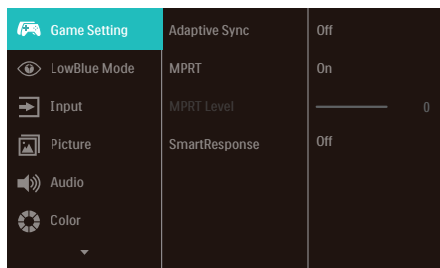 Game Setting Adaptive Sync Off
LowBlue Mode MPRT On
Input MPRT Level 0
Picture SmartResponse Off
Audio
Color